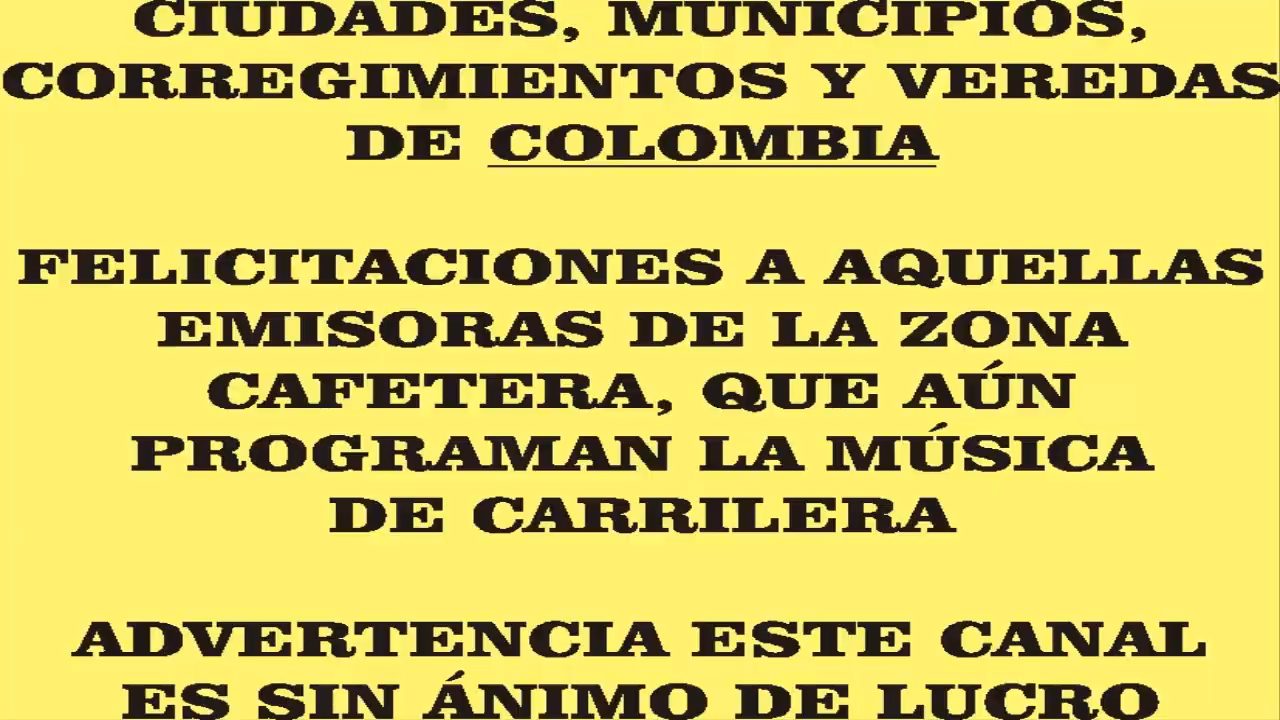 CIUDADES, MUNICIPIOS,
CORREGIMIENTOS Y VEREDAS
DE COLOMBIA
FELICITACIONES A AQUELLAS
EMISORAS DE LA ZONA
CAFETERA, QUE AÚN
PROGRAMAN LA MÚSICA
DE CARRILERA
ADVERTENCIA ESTE CANAL
ES SIN ÁNIMO DE LUCRO